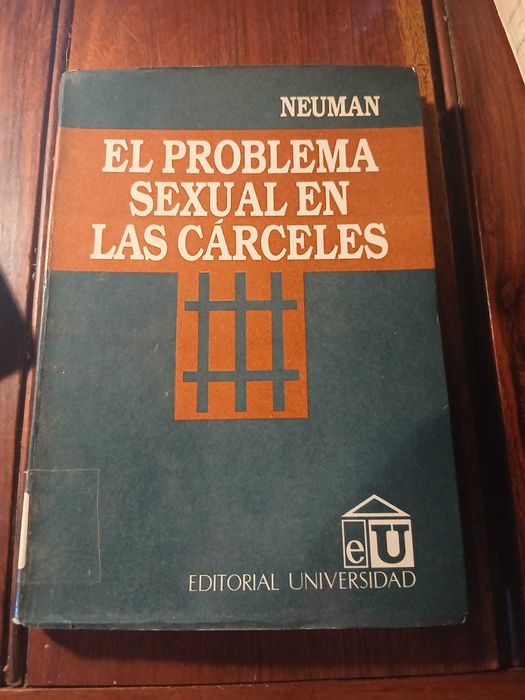 NEUMAN
EL PROBLEMA
SEXUAL EN
LAS CÁRCELES
eU
EDITORIAL UNIVERSIDAD